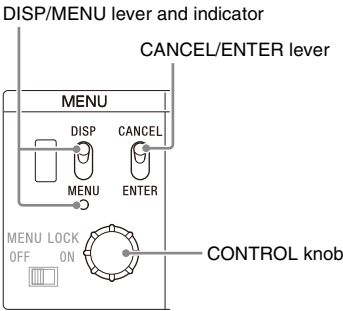 DISP/MENU lever and indicator
CANCEL/ENTER lever
MENU
DISP CANCEL
MENU ENTER
MENU LOCK
OFF ON
CONTROL knob